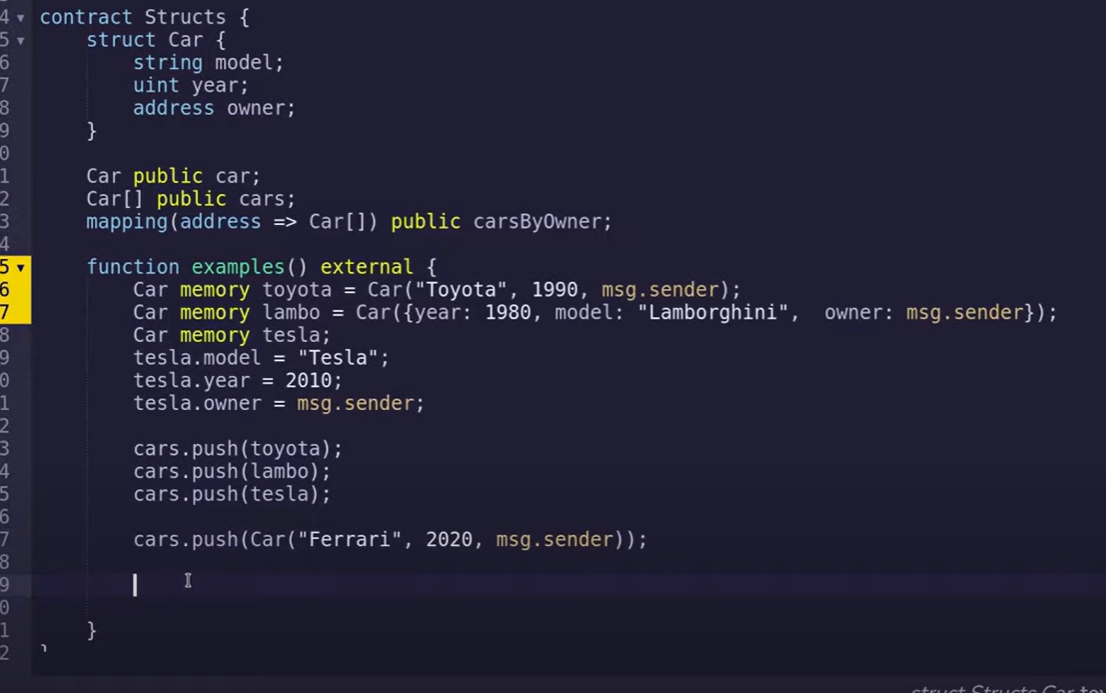 4 contract Structs {
5 struct Car {
6 string model;
7 uint year;
8 address owner;
9 }
0
1 Car public car;
2 Car[] public cars;
3 mapping(address => Car[]) public carsByOwner;
4
5 function examples() external {
6 Car memory toyota = Car("Toyota", 1990, msg.sender);
7 Car memory lambo = Car({year: 1980, model: "Lamborghini",  owner: msg.sender});
8 Car memory tesla;
9 tesla.model = "Tesla";
0 tesla.year = 2010;
1 tesla.owner = msg.sender;
2
3 cars.push(toyota);
4 cars.push(lambo);
5 cars.push(tesla);
6
7 cars.push(Car("Ferrari", 2020, msg.sender));
8
9
0
1 }
2 }
struct Structs.Car